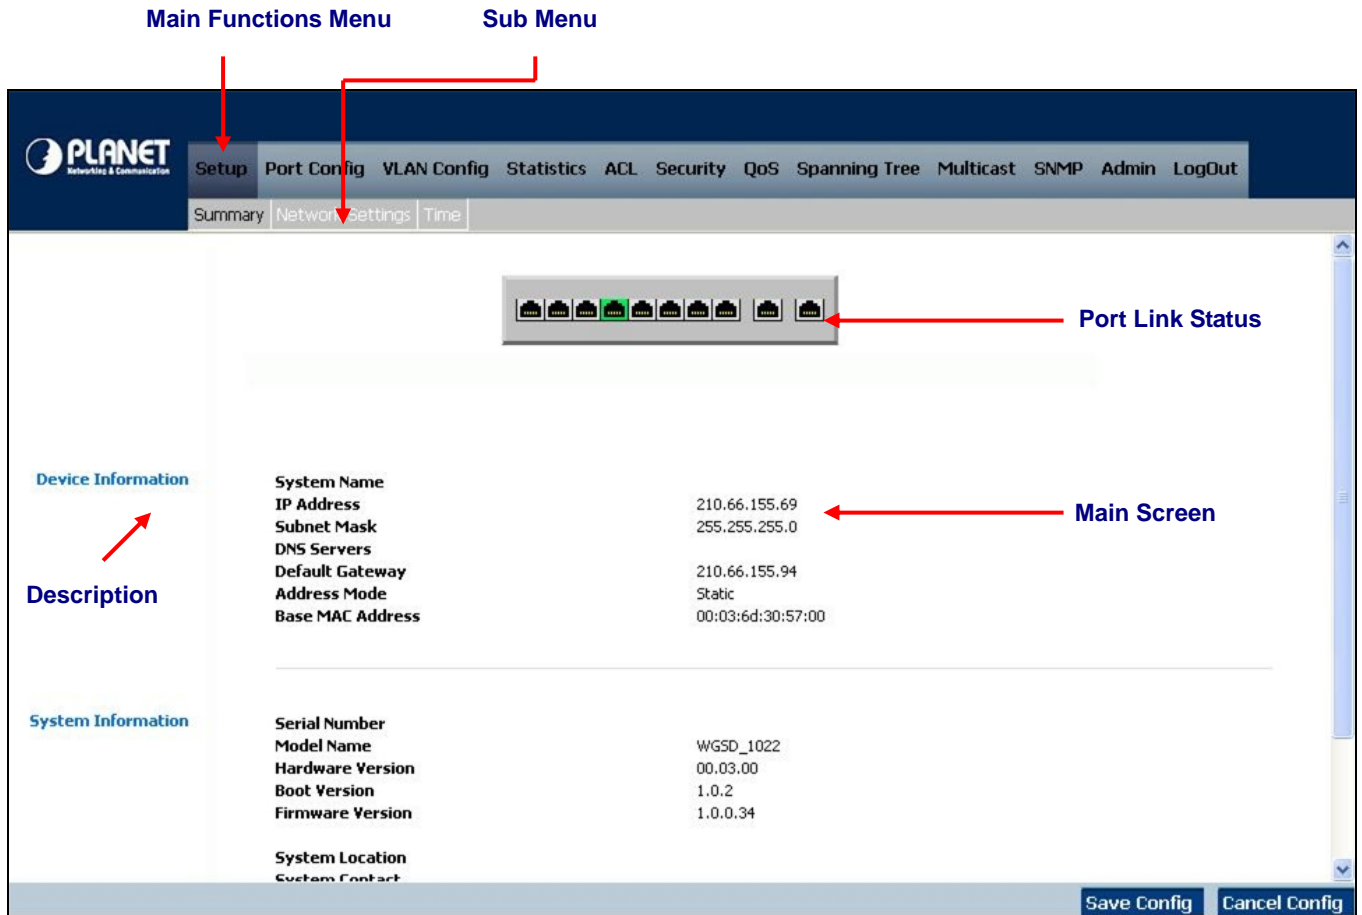 Main Functions Menu Sub Menu
PLANET
Networking & Communication
Setup Port Config VLAN Config Statistics ACL Security QoS Spanning Tree Multicast SNMP Admin LogOut
Summary Network Settings Time
Port Link Status
Device Information
System Name
IP Address 210.66.155.69
Main Screen
Subnet Mask 255.255.255.0
DNS Servers
Default Gateway 210.66.155.94
Description
Address Mode Static
Base MAC Address 00:03:6d:30:57:00
System Information
Serial Number
Model Name WGSD_1022
Hardware Version 00.03.00
Boot Version 1.0.2
Firmware Version 1.0.0.34
System Location
System Contact
Save Config Cancel Config